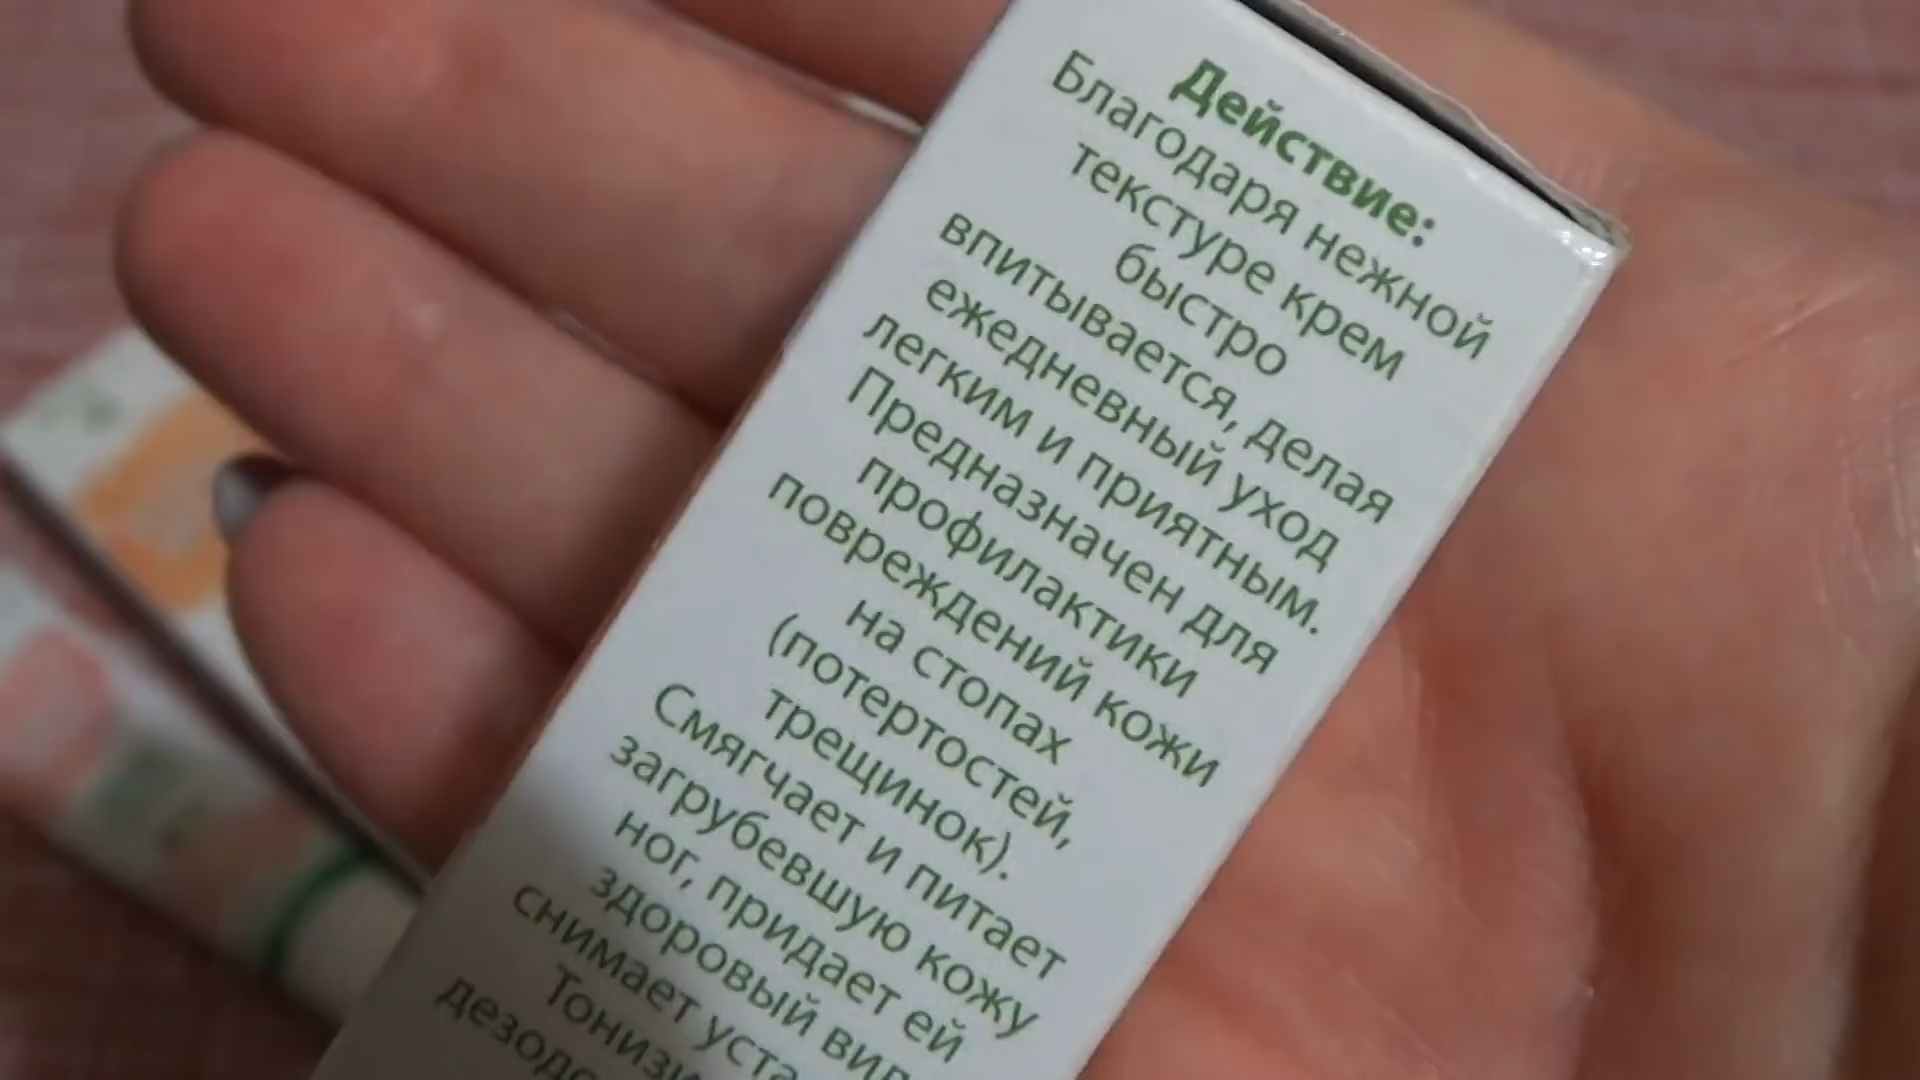 Действие:
Благодаря нежной
текстуре крем
быстро
впитывается, делая
ежедневный уход
легким и приятным.
Предназначен для
профилактики
повреждений кожи
на стопах
(потертостей,
трещинок).
Смягчает и питает
загрубевшую кожу
ног, придает ей
здоровый вид
снимает